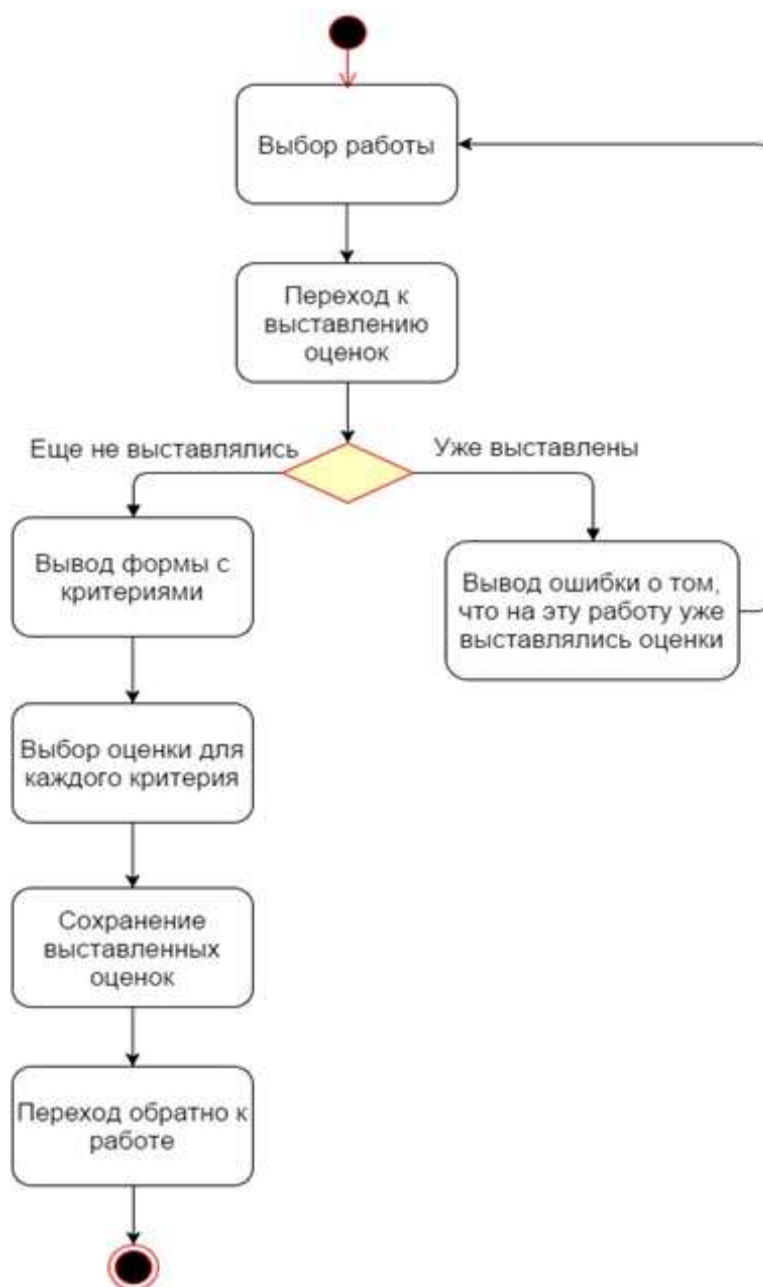 Выбор работы
Переход к
выставлению
оценок
Еще не выставлялись
Уже выставлены
Вывод формы с
критериями
Вывод ошибки о том,
что на эту работу уже
выставлялись оценки
Выбор оценки для
каждого критерия
Сохранение
выставленных
оценок
Переход обратно к
работе